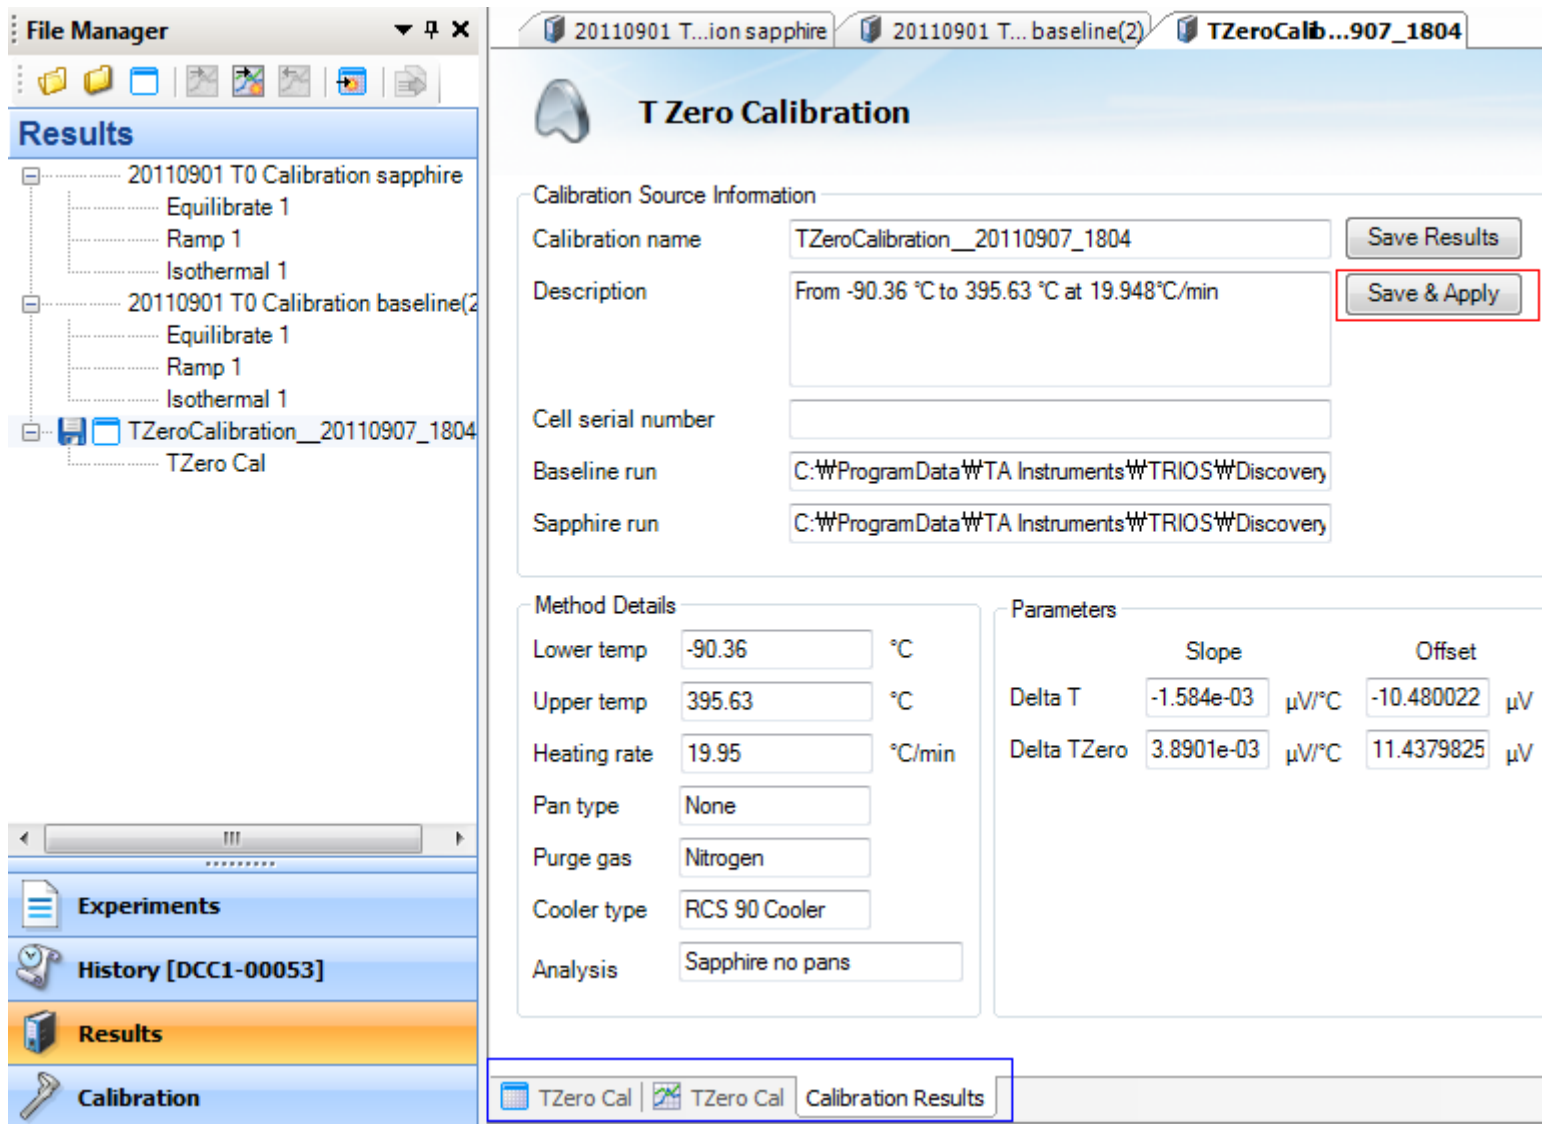 File Manager
Results
20110901 T0 Calibration sapphire
Equilibrate 1
Ramp 1
Isothermal 1
20110901 T0 Calibration baseline(2
Equilibrate 1
Ramp 1
Isothermal 1
TZeroCalibration__20110907_1804
TZero Cal
Experiments
History [DCC1-00053]
Results
Calibration
20110901 T...ion sapphire
20110901 T... baseline(2)
TZeroCalib...907_1804
T Zero Calibration
Calibration Source Information
Calibration name TZeroCalibration__20110907_1804 Save Results
Description From -90.36 °C to 395.63 °C at 19.948°C/min Save & Apply
Cell serial number
Baseline run C:₩ProgramData₩TA Instruments₩TRIOS₩Discovery
Sapphire run C:₩ProgramData₩TA Instruments₩TRIOS₩Discovery
Method Details
Lower temp -90.36 °C
Upper temp 395.63 °C
Heating rate 19.95 °C/min
Pan type None
Purge gas Nitrogen
Cooler type RCS 90 Cooler
Analysis Sapphire no pans
Parameters
Slope Offset
Delta T -1.584e-03 µV/°C -10.480022 µV
Delta TZero 3.8901e-03 µV/°C 11.4379825 µV
TZero Cal TZero Cal Calibration Results